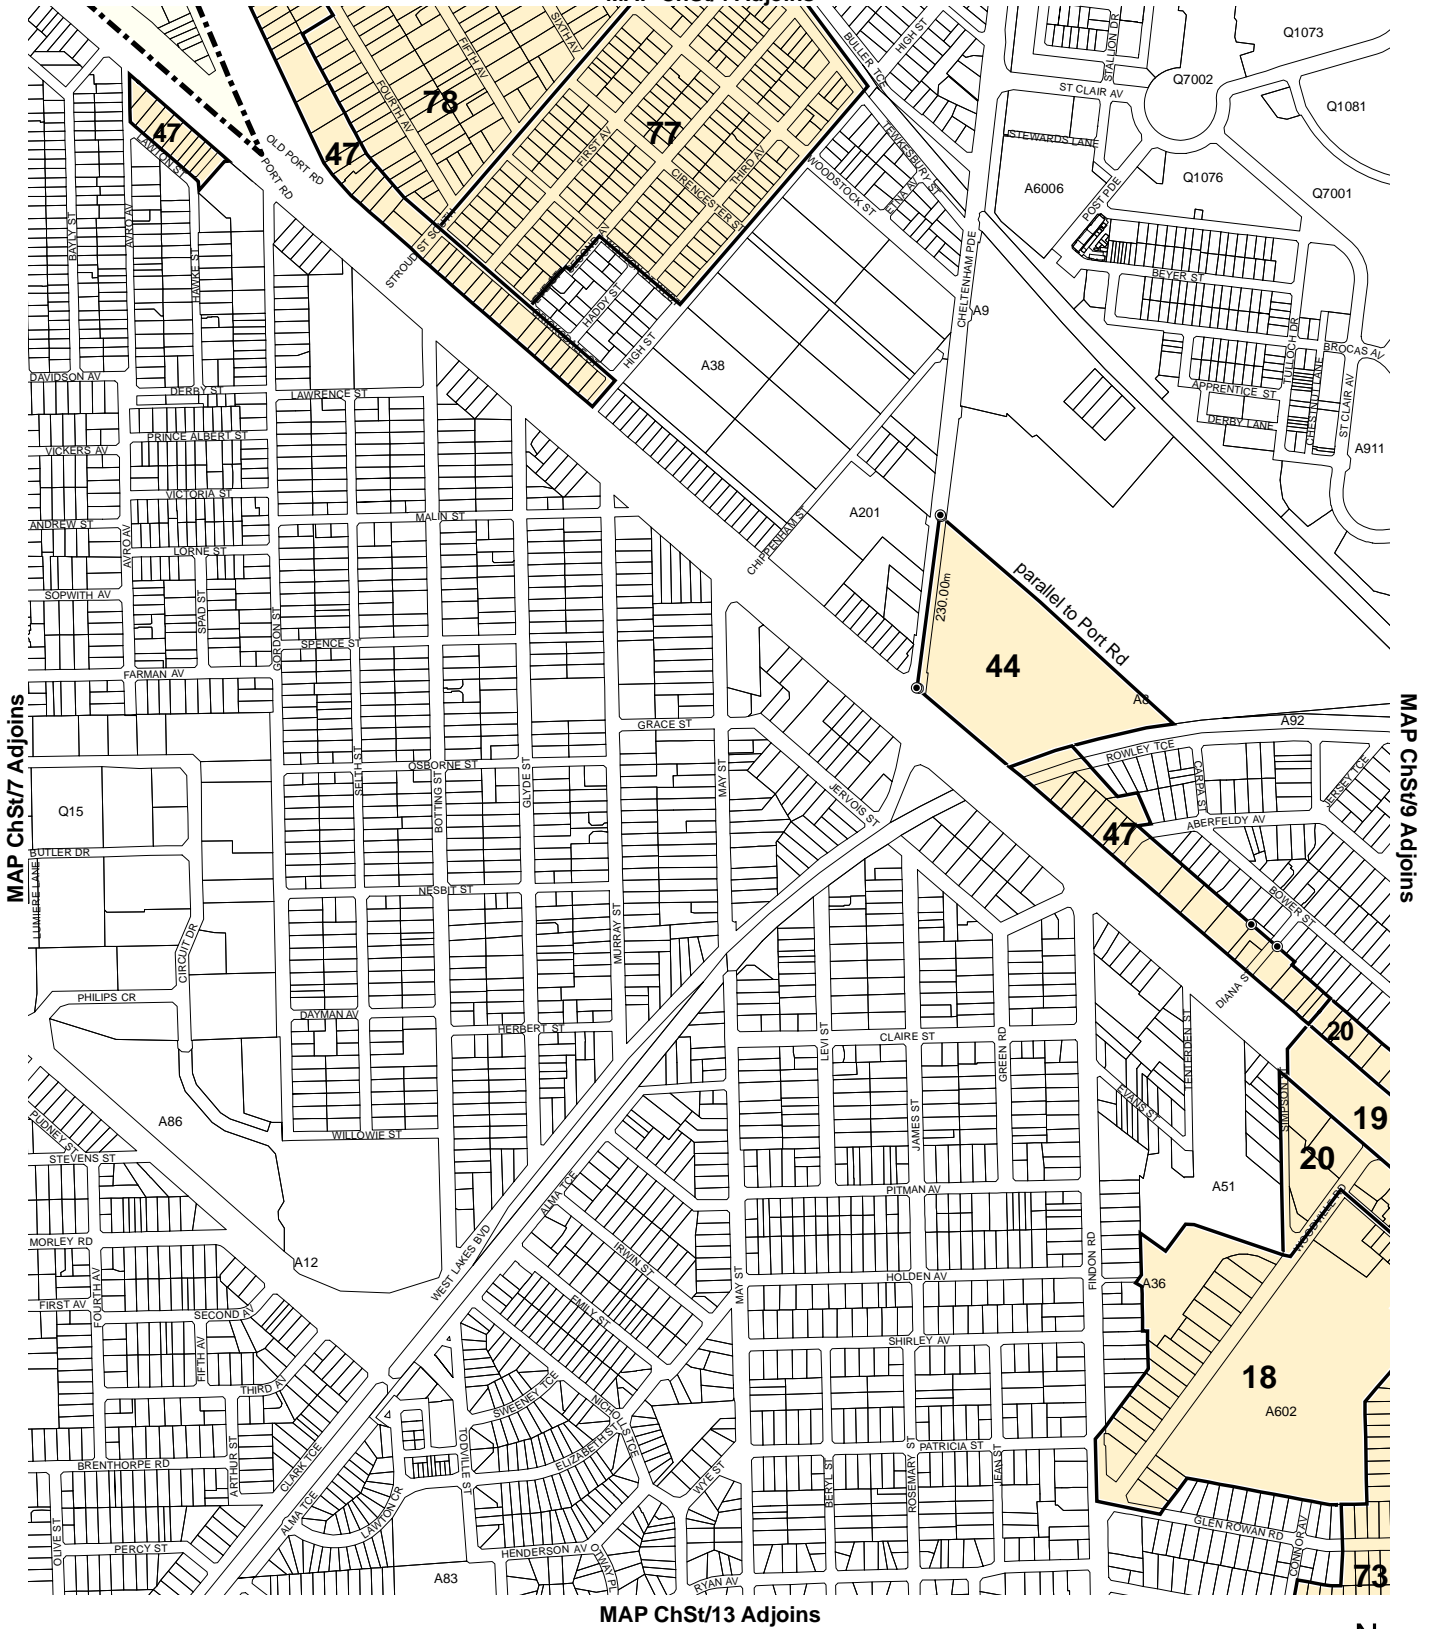 MAP ChSt/7 Adjoins
MAP ChSt/9 Adjoins
MAP ChSt/13 Adjoins
BULLER TCE
HIGH ST
STALLION DR
Q1073
Q7002
ST CLAIR AV
Q1081
SIXTH AV
FIFTH AV
FOURTH AV
78
77
FIRST AV
THIRD AV
CIRENCESTER ST
47
LAWTON ST
47
OLD PORT RD
PORT RD
STEWARDS LANE
TEWKESBURY ST
WOODSTOCK ST
ETNA AV
A6006
POST PDE
Q1076
Q7001
BAYLY ST
AVRO AV
HAWKE ST
STROUD ST SOUTH
HADDY ST
HIGH ST
CHELTENHAM PDE
A9
BEYER ST
TULLOCH DR
BROCAS AV
APPRENTICE ST
DERBY LANE
CHESTNUT LANE
ST CLAIR AV
A911
A38
DAVIDSON AV
DERBY ST
LAWRENCE ST
PRINCE ALBERT ST
VICKERS AV
VICTORIA ST
MALIN ST
ANDREW ST
AVRO AV
LORNE ST
SOPWITH AV
SPAD ST
GORDON ST
SPENCE ST
FARMAN AV
CHIPPENHAM ST
A201
230.00m
parallel to Port Rd
44
A8
A92
GRACE ST
ROWLEY TCE
CARAPA ST
JERSEY TCE
ABERFELDY AV
47
BOWER ST
SELTH ST
OSBORNE ST
BOTTING ST
GLYDE ST
MAY ST
JERVOIS ST
Q15
BUTLER DR
LUMIERE LANE
NESBIT ST
MURRAY ST
CIRCUIT DR
PHILIPS CR
DAYMAN AV
HERBERT ST
LEVI ST
CLAIRE ST
GREEN RD
DIANA ST
TENTERDEN ST
20
19
SIMPSON
20
EVANS ST
JAMES ST
A86
PUDNEY ST
STEVENS ST
WILLOWIE ST
ALMA TCE
PITMAN AV
A51
WOODVILLE RD
MORLEY RD
A12
WEST LAKES BVD
IRWIN ST
EMILY ST
MAY ST
HOLDEN AV
FINDON RD
A36
FIRST AV
FOURTH AV
SECOND AV
FIFTH AV
THIRD AV
SHIRLEY AV
18
A602
SWEENEY TCE
NICHOLLS TCE
ELIZABETH ST
TODVILLE ST
WYE ST
PATRICIA ST
BERYL ST
ROSEMARY ST
JEAN ST
BRENTHORPE RD
ARTHUR ST
CLARK TCE
ALMA TCE
LAWTON CR
OLIVE ST
PERCY ST
HENDERSON AV
OTWAY PL
RYAN AV
A83
GLEN ROWAN RD
CONNOR AV
73
N